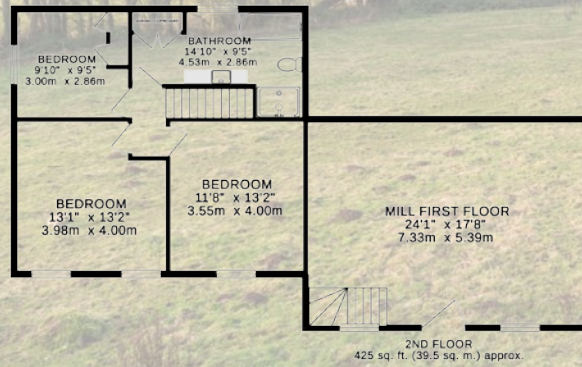 BEDROOM
9'10" x 9'5"
3.00m x 2.86m
BATHROOM
14'10" x 9'5"
4.53m x 2.86m
BEDROOM
13'1" x 13'2"
3.98m x 4.00m
BEDROOM
11'8" x 13'2"
3.55m x 4.00m
MILL FIRST FLOOR
24'1" x 17'8"
7.33m x 5.39m
2ND FLOOR
425 sq. ft. (39.5 sq. m.) approx.